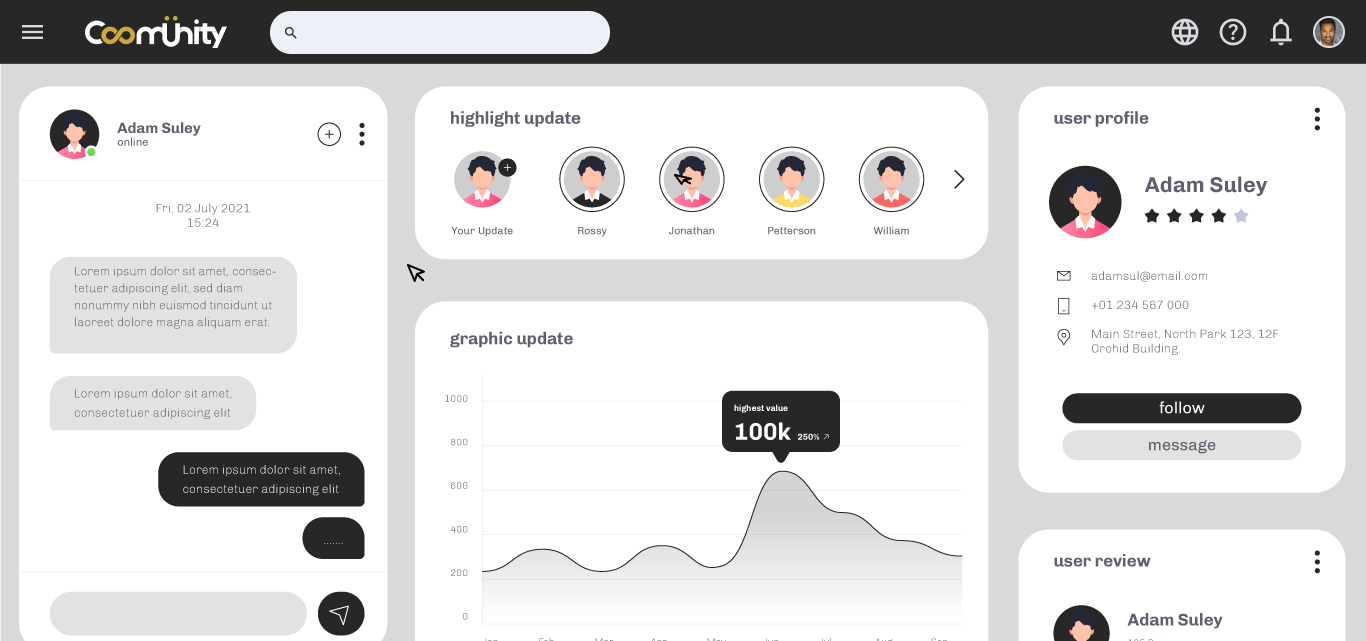 Coomünity
Adam Suley
online
Fri, 02 July 2021
15:24
Lorem ipsum dolor sit amet, consec-
tetuer adipiscing elit, sed diam
nonummy nibh euismod tincidunt ut
laoreet dolore magna aliquam erat.
Lorem ipsum dolor sit amet,
consectetuer adipiscing elit
Lorem ipsum dolor sit amet,
consectetuer adipiscing elit
.......
highlight update
Your Update
Rossy
Jonathan
Petterson
William
graphic update
1000
800
600
400
200
0
highest value
100k 250%
user profile
Adam Suley
adamsul@email.com
+01 234 567 000
Main Street, North Park 123, 12F
Orchid Building.
follow
message
user review
Adam Suley